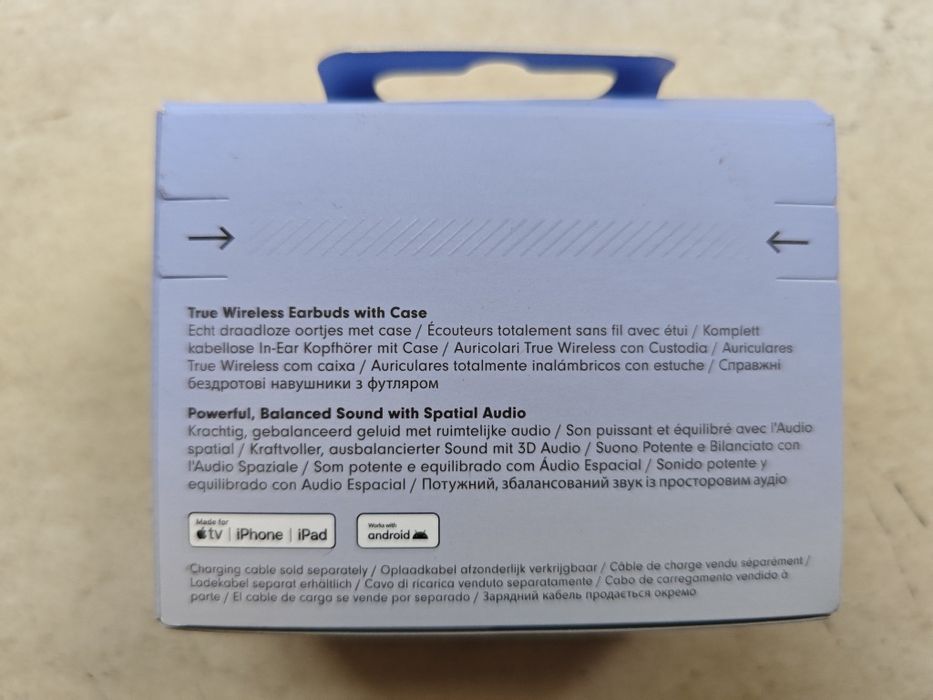 True Wireless Earbuds with Case
Echt draadloze oortjes met case / Écouteurs totalement sans fil avec étui / Komplett
kabellose In-Ear Kopfhörer mit Case / Auricolari True Wireless con Custodia / Auriculares
True Wireless com caixa / Auriculares totalmente inalámbricos con estuche / Справжні
бездротові навушники з футляром
Powerful, Balanced Sound with Spatial Audio
Krachtig, gebalanceerd geluid met ruimtelijke audio / Son puissant et équilibré avec l'Audio
spatial / Kraftvoller, ausbalancierter Sound mit 3D Audio / Suono Potente e Bilanciato con
l'Audio Spaziale / Som potente e equilibrado com Áudio Espacial / Sonido potente y
equilibrado con Audio Espacial / Потужний, збалансований звук із просторовим аудіо
Made for
tv | iPhone | iPad
Works with
android
Charging cable sold separately / Oplaadkabel afzonderlijk verkrijgbaar / Câble de charge vendu séparément /
Ladekabel separat erhältlich / Cavo di ricarica venduto separatamente / Cabo de carregamento vendido à
parte / El cable de carga se vende por separado / Зарядний кабель продається окремо